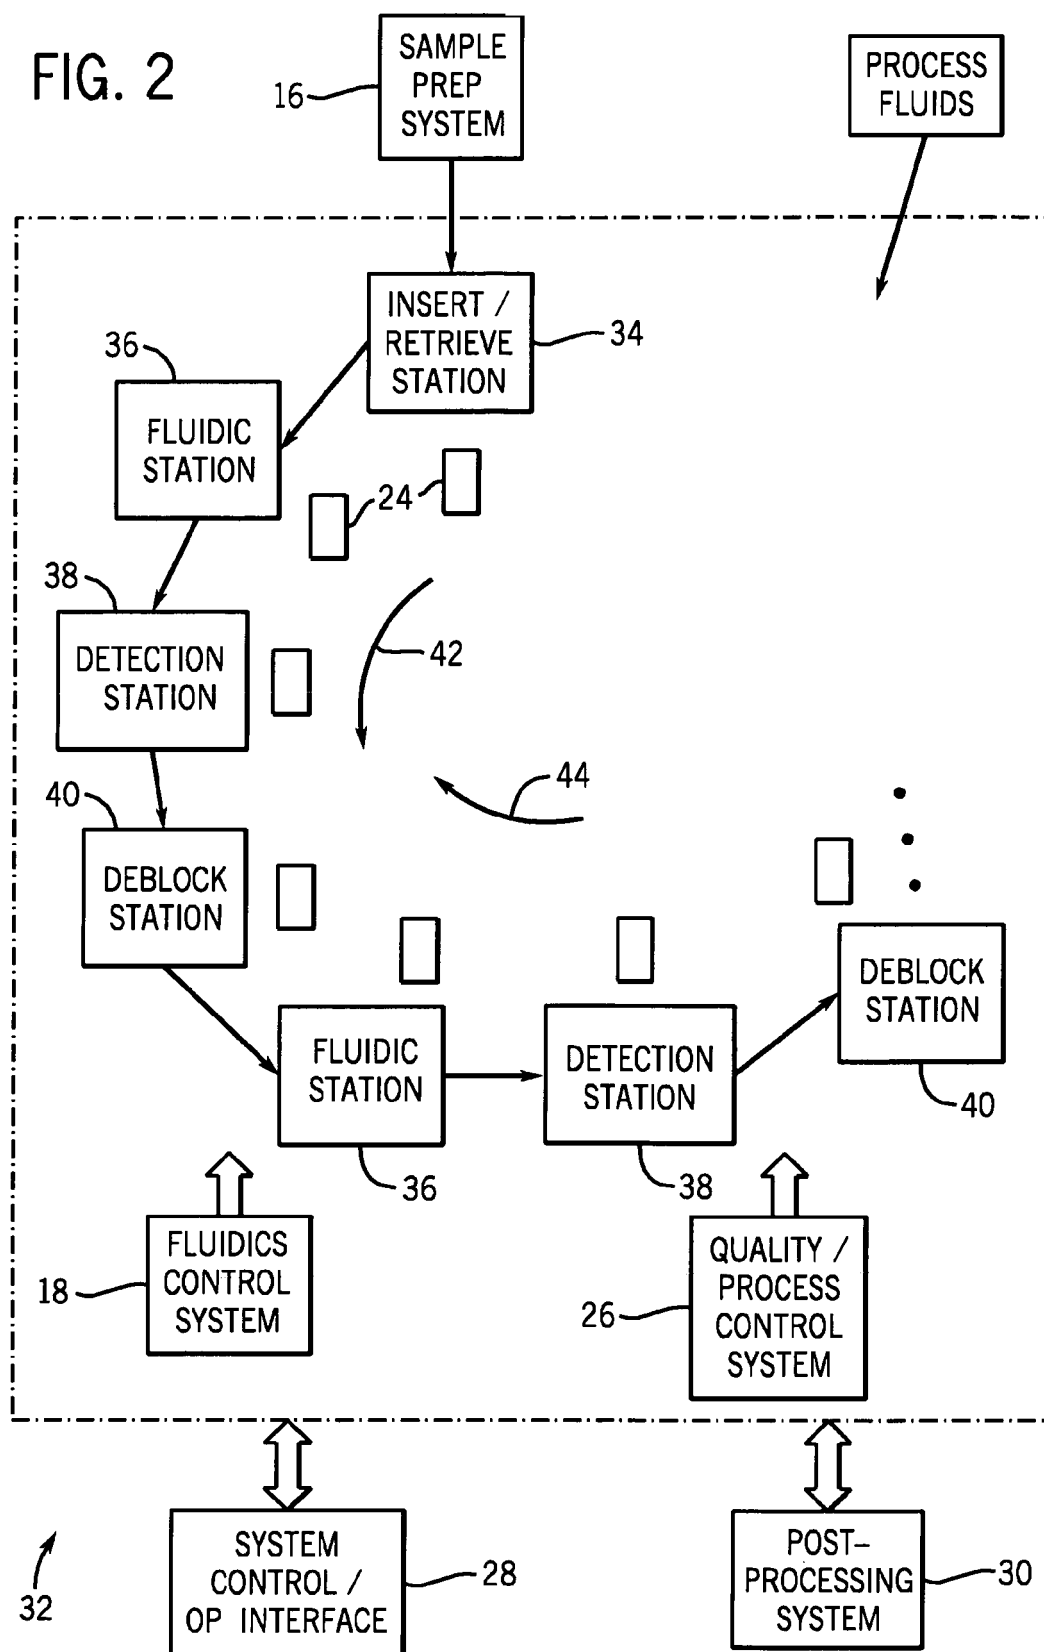 FIG. 2
SAMPLE
PREP
SYSTEM
16
PROCESS
FLUIDS
INSERT /
RETRIEVE
STATION
34
36
FLUIDIC
STATION
24
38
DETECTION
STATION
42
44
40
DEBLOCK
STATION
DEBLOCK
STATION
40
FLUIDIC
STATION
36
DETECTION
STATION
38
FLUIDICS
CONTROL
SYSTEM
18
QUALITY /
PROCESS
CONTROL
SYSTEM
26
SYSTEM
CONTROL /
OP INTERFACE
28
POST-
PROCESSING
SYSTEM
30
32